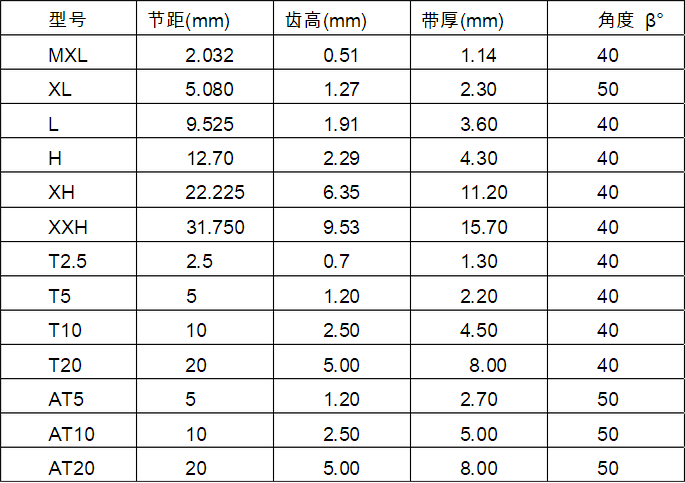 型号 节距(mm) 齿高(mm) 带厚(mm) 角度 β°
MXL 2.032 0.51 1.14 40
XL 5.080 1.27 2.30 50
L 9.525 1.91 3.60 40
H 12.70 2.29 4.30 40
XH 22.225 6.35 11.20 40
XXH 31.750 9.53 15.70 40
T2.5 2.5 0.7 1.30 40
T5 5 1.20 2.20 40
T10 10 2.50 4.50 40
T20 20 5.00 8.00 40
AT5 5 1.20 2.70 50
AT10 10 2.50 5.00 50
AT20 20 5.00 8.00 50